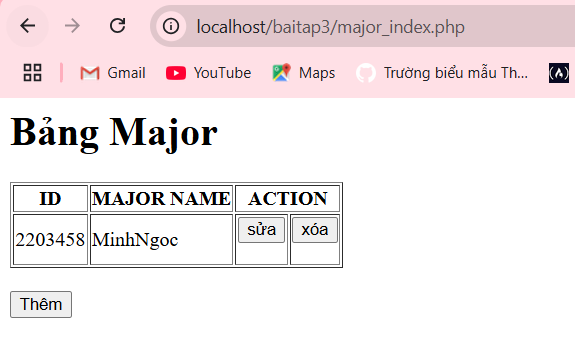 localhost/baitap3/major_index.php
Gmail YouTube Maps Trường biểu mẫu Th...
Bảng Major
ID MAJOR NAME ACTION
2203458 MinhNgoc sửa xóa
Thêm